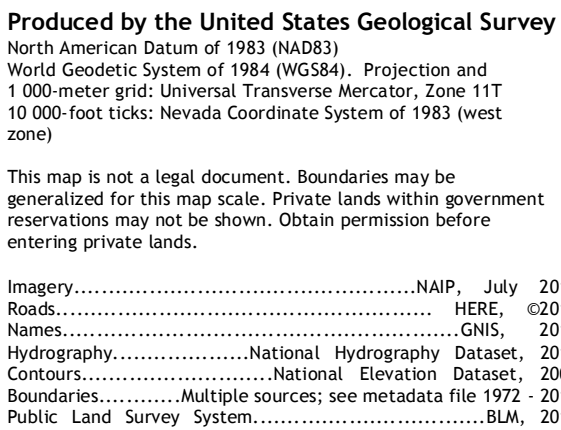 Produced by the United States Geological Survey
North American Datum of 1983 (NAD83)
World Geodetic System of 1984 (WGS84). Projection and
1 000-meter grid: Universal Transverse Mercator, Zone 11T
10 000-foot ticks: Nevada Coordinate System of 1983 (west
zone)
This map is not a legal document. Boundaries may be
generalized for this map scale. Private lands within government
reservations may not be shown. Obtain permission before
entering private lands.
Imagery..................................................NAIP, July
Roads...................................................... HERE,
Names..........................................................GNIS,
Hydrography....................National Hydrography Dataset,
Contours............................National Elevation Dataset,
Boundaries............Multiple sources; see metadata file 1972 -
Public Land Survey System..................................BLM,